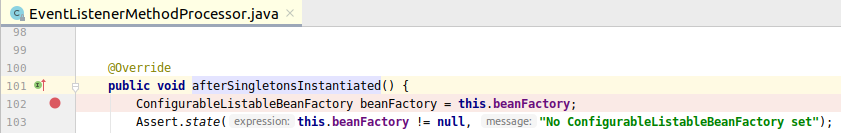 EventListenerMethodProcessor.java
98
99
100 @Override
101 public void afterSingletonsInstantiated() {
102 ConfigurableListableBeanFactory beanFactory = this.beanFactory;
103 Assert.state( expression: this.beanFactory != null, message: "No ConfigurableListableBeanFactory set");